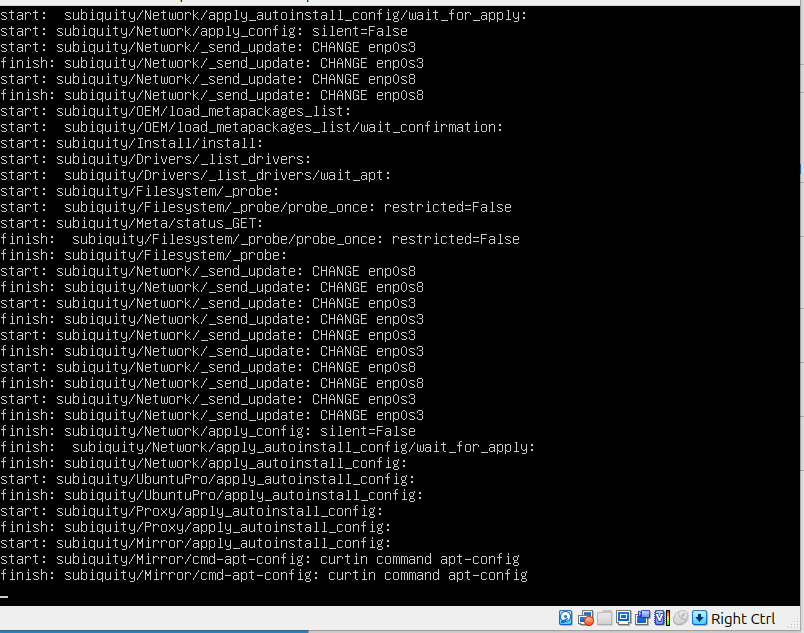 start:  subiquity/Network/apply_autoinstall_config/wait_for_apply:
start: subiquity/Network/apply_config: silent=False
start: subiquity/Network/_send_update: CHANGE enp0s3
finish: subiquity/Network/_send_update: CHANGE enp0s3
start: subiquity/Network/_send_update: CHANGE enp0s8
finish: subiquity/Network/_send_update: CHANGE enp0s8
start: subiquity/OEM/load_metapackages_list:
start:  subiquity/OEM/load_metapackages_list/wait_confirmation:
start: subiquity/Install/install:
start: subiquity/Drivers/_list_drivers:
start:  subiquity/Drivers/_list_drivers/wait_apt:
start: subiquity/Filesystem/_probe:
start:  subiquity/Filesystem/_probe/probe_once: restricted=False
start: subiquity/Meta/status_GET:
finish:  subiquity/Filesystem/_probe/probe_once: restricted=False
finish: subiquity/Filesystem/_probe:
start: subiquity/Network/_send_update: CHANGE enp0s8
finish: subiquity/Network/_send_update: CHANGE enp0s8
start: subiquity/Network/_send_update: CHANGE enp0s3
finish: subiquity/Network/_send_update: CHANGE enp0s3
start: subiquity/Network/_send_update: CHANGE enp0s3
finish: subiquity/Network/_send_update: CHANGE enp0s3
start: subiquity/Network/_send_update: CHANGE enp0s8
finish: subiquity/Network/_send_update: CHANGE enp0s8
start: subiquity/Network/_send_update: CHANGE enp0s3
finish: subiquity/Network/_send_update: CHANGE enp0s3
finish: subiquity/Network/apply_config: silent=False
finish:  subiquity/Network/apply_autoinstall_config/wait_for_apply:
finish: subiquity/Network/apply_autoinstall_config:
start: subiquity/UbuntuPro/apply_autoinstall_config:
finish: subiquity/UbuntuPro/apply_autoinstall_config:
start: subiquity/Proxy/apply_autoinstall_config:
finish: subiquity/Proxy/apply_autoinstall_config:
start: subiquity/Mirror/apply_autoinstall_config:
start: subiquity/Mirror/cmd-apt-config: curtin command apt-config
finish: subiquity/Mirror/cmd-apt-config: curtin command apt-config
Right Ctrl